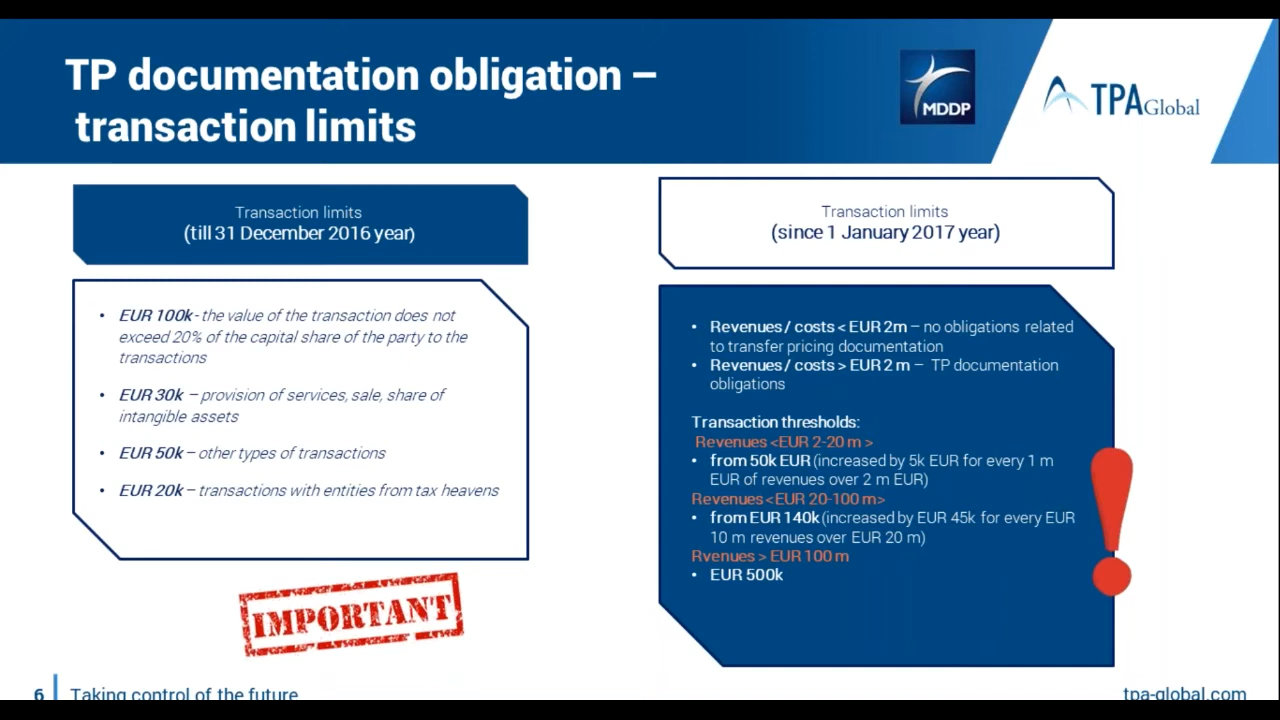 TP documentation obligation –
transaction limits
MDDP
TPA Global
Transaction limits
(till 31 December 2016 year)
• EUR 100k - the value of the transaction does not
exceed 20% of the capital share of the party to the
transactions
• EUR 30k – provision of services, sale, share of
intangible assets
• EUR 50k – other types of transactions
• EUR 20k – transactions with entities from tax heavens
IMPORTANT
Transaction limits
(since 1 January 2017 year)
• Revenues / costs < EUR 2m – no obligations related
to transfer pricing documentation
• Revenues / costs > EUR 2 m – TP documentation
obligations
Transaction thresholds:
Revenues <EUR 2-20 m >
• from 50k EUR (increased by 5k EUR for every 1 m
EUR of revenues over 2 m EUR)
Revenues <EUR 20-100 m>
• from EUR 140k (increased by EUR 45k for every EUR
10 m revenues over EUR 20 m)
Rvenues > EUR 100 m
• EUR 500k
6 Taking control of the future
tpa-global.com